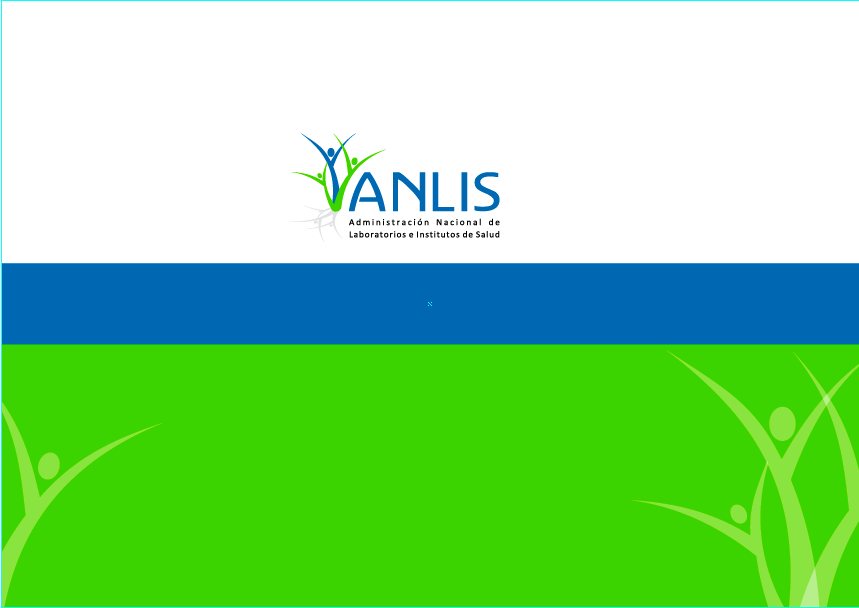 ANLIS
Administración Nacional de
Laboratorios e Institutos de Salud